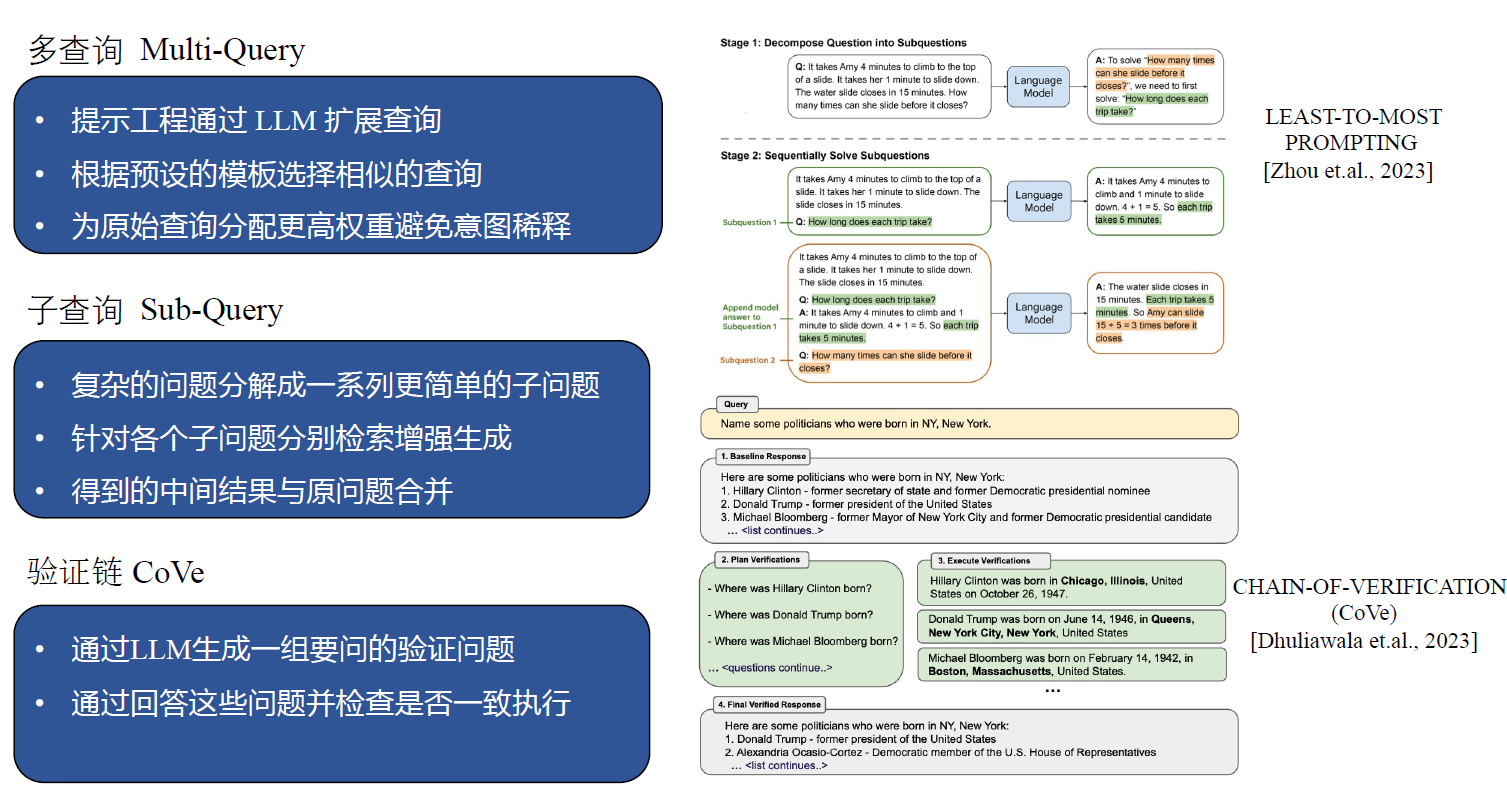 多查询 Multi-Query
• 提示工程通过 LLM 扩展查询
• 根据预设的模板选择相似的查询
• 为原始查询分配更高权重避免意图稀释
子查询 Sub-Query
• 复杂的问题分解成一系列更简单的子问题
• 针对各个子问题分别检索增强生成
• 得到的中间结果与原问题合并
验证链 CoVe
• 通过LLM生成一组要问的验证问题
• 通过回答这些问题并检查是否一致执行
Stage 1: Decompose Question into Subquestions
Q: It takes Amy 4 minutes to climb to the top
of a slide. It takes her 1 minute to slide down.
The water slide closes in 15 minutes. How
many times can she slide before it closes?
Language
Model
A: To solve “How many times
can she slide before it
closes?”, we need to first
solve: “How long does each
trip take?”
Stage 2: Sequentially Solve Subquestions
It takes Amy 4 minutes to climb to the top of a
slide. It takes her 1 minute to slide down. The
slide closes in 15 minutes.
Subquestion 1
Q: How long does each trip take?
Language
Model
A: It takes Amy 4 minutes to
climb and 1 minute to slide
down. 4 + 1 = 5. So each trip
takes 5 minutes.
It takes Amy 4 minutes to climb to the top of
a slide. It takes her 1 minute to slide down.
The slide closes in 15 minutes.
Append model
answer to
Subquestion 1
Q: How long does each trip take?
A: It takes Amy 4 minutes to climb and 1
minute to slide down. 4 + 1 = 5. So each trip
takes 5 minutes.
Subquestion 2
Q: How many times can she slide before it
closes?
Language
Model
A: The water slide closes in
15 minutes. Each trip takes 5
minutes. So Amy can slide
15 ÷ 5 = 3 times before it
closes.
LEAST-TO-MOST
PROMPTING
[Zhou et.al., 2023]
Query
Name some politicians who were born in NY, New York.
1. Baseline Response
Here are some politicians who were born in NY, New York:
1. Hillary Clinton - former secretary of state and former Democratic presidential nominee
2. Donald Trump - former president of the United States
3. Michael Bloomberg - former Mayor of New York City and former Democratic presidential candidate
... <list continues..>
2. Plan Verifications
- Where was Hillary Clinton born?
- Where was Donald Trump born?
- Where was Michael Bloomberg born?
... <questions continue..>
3. Execute Verifications
Hillary Clinton was born in Chicago, Illinois, United
States on October 26, 1947.
Donald Trump was born on June 14, 1946, in Queens,
New York City, New York, United States
Michael Bloomberg was born on February 14, 1942, in
Boston, Massachusetts, United States.
...
4. Final Verified Response
Here are some politicians who were born in NY, New York:
1. Donald Trump - former president of the United States
2. Alexandria Ocasio-Cortez - Democratic member of the U.S. House of Representatives
... <list continues..>
CHAIN-OF-VERIFICATION
(CoVe)
[Dhuliawala et.al., 2023]